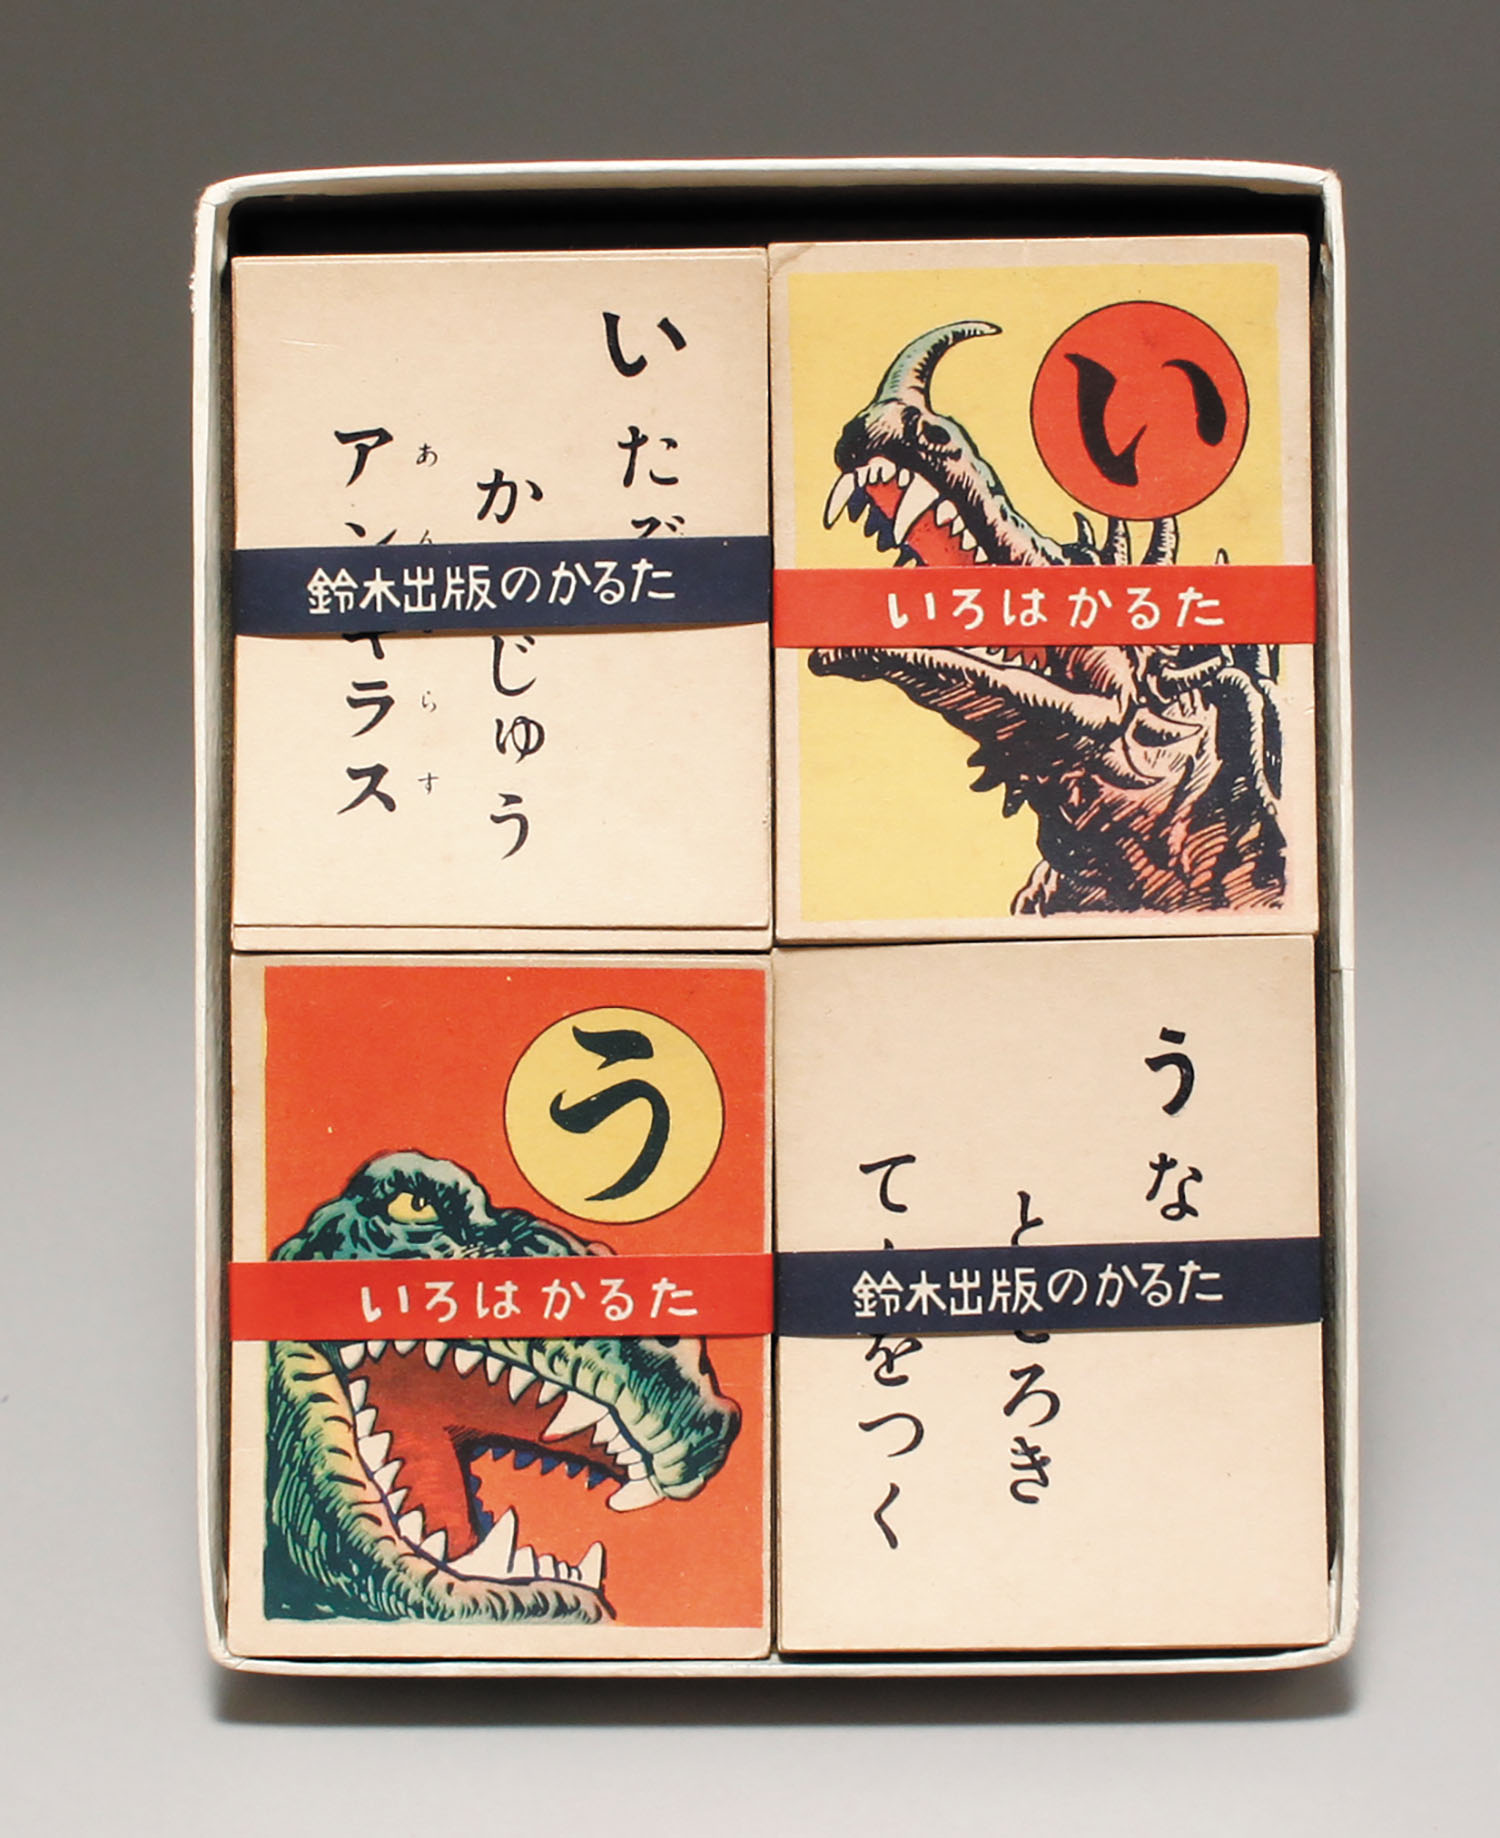 いたぞ
か じゅう
アン ラス
あん らす
鈴木出版のかるた
い
いろはかるた
う
いろはかるた
うな
と ろき
て をつく
鈴木出版のかるた